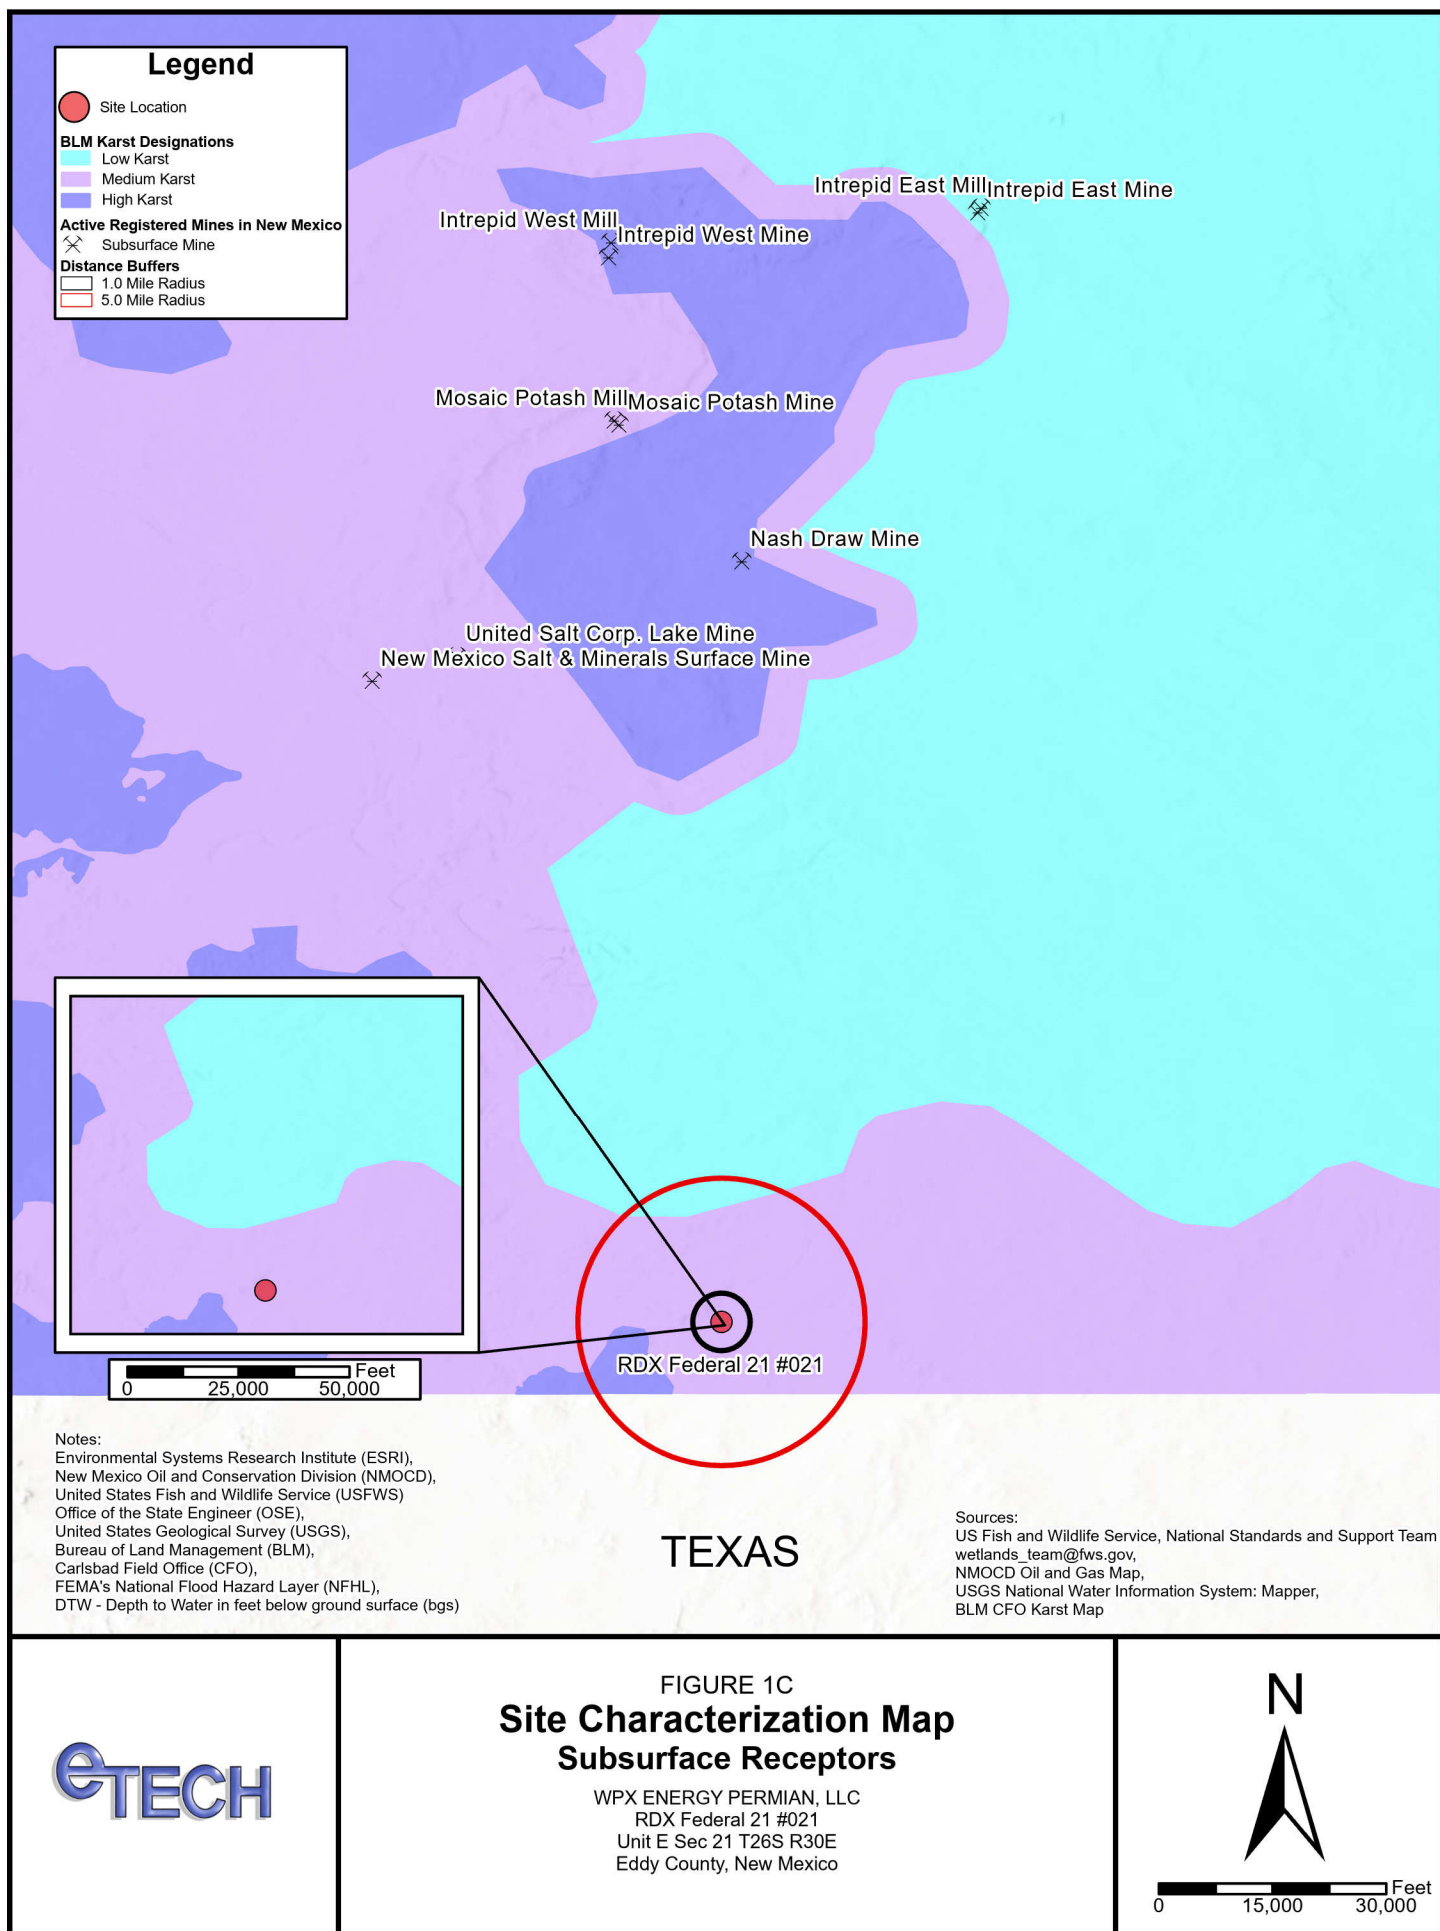 Legend
Site Location
BLM Karst Designations
Low Karst
Medium Karst
High Karst
Active Registered Mines in New Mexico
Subsurface Mine
Distance Buffers
1.0 Mile Radius
5.0 Mile Radius
Intrepid East Mill
Intrepid East Mine
Intrepid West Mill
Intrepid West Mine
Mosaic Potash Mill
Mosaic Potash Mine
Nash Draw Mine
United Salt Corp. Lake Mine
New Mexico Salt & Minerals Surface Mine
RDX Federal 21 #021
Feet
0 25,000 50,000
Notes:
Environmental Systems Research Institute (ESRI),
New Mexico Oil and Conservation Division (NMOCD),
United States Fish and Wildlife Service (USFWS)
Office of the State Engineer (OSE),
United States Geological Survey (USGS),
Bureau of Land Management (BLM),
Carlsbad Field Office (CFO),
FEMA's National Flood Hazard Layer (NFHL),
DTW - Depth to Water in feet below ground surface (bgs)
TEXAS
Sources:
US Fish and Wildlife Service, National Standards and Support Team
wetlands_team@fws.gov,
NMOCD Oil and Gas Map,
USGS National Water Information System: Mapper,
BLM CFO Karst Map
eTECH
FIGURE 1C
Site Characterization Map
Subsurface Receptors
WPX ENERGY PERMIAN, LLC
RDX Federal 21 #021
Unit E Sec 21 T26S R30E
Eddy County, New Mexico
N
Feet
0 15,000 30,000